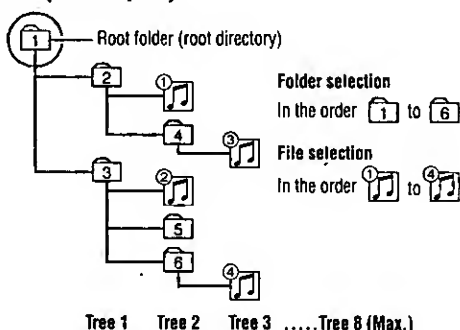 1 Root folder (root directory)
2 ①
4 ③
3 ②
5
6 ④
Folder selection
In the order 1 to 6
File selection
In the order ① to ④
Tree 1 Tree 2 Tree 3 .....Tree 8 (Max.)